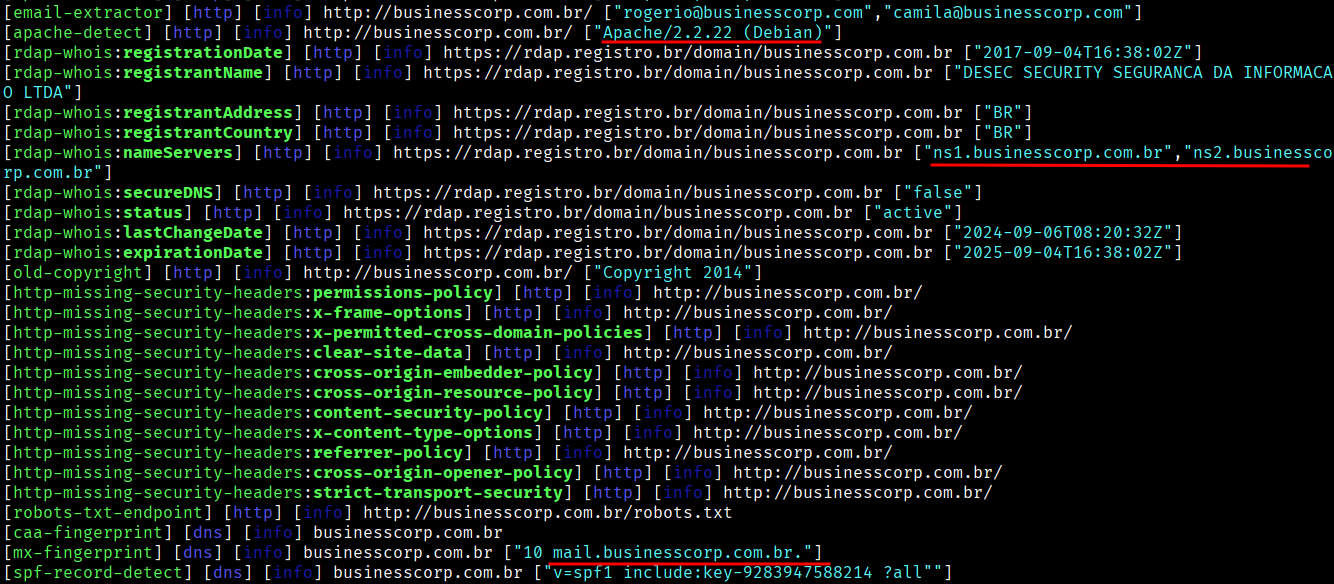 [email-extractor] [http] [info] http://businesscorp.com.br/ ["rogerio@businesscorp.com","camila@businesscorp.com"]
[apache-detect] [http] [info] http://businesscorp.com.br/ ["Apache/2.2.22 (Debian)"]
[rdap-whois:registrationDate] [http] [info] https://rdap.registro.br/domain/businesscorp.com.br ["2017-09-04T16:38:02Z"]
[rdap-whois:registrantName] [http] [info] https://rdap.registro.br/domain/businesscorp.com.br ["DESEC SECURITY SEGURANCA DA INFORMACA
O LTDA"]
[rdap-whois:registrantAddress] [http] [info] https://rdap.registro.br/domain/businesscorp.com.br ["BR"]
[rdap-whois:registrantCountry] [http] [info] https://rdap.registro.br/domain/businesscorp.com.br ["BR"]
[rdap-whois:nameServers] [http] [info] https://rdap.registro.br/domain/businesscorp.com.br ["ns1.businesscorp.com.br","ns2.businessco
rp.com.br"]
[rdap-whois:secureDNS] [http] [info] https://rdap.registro.br/domain/businesscorp.com.br ["false"]
[rdap-whois:status] [http] [info] https://rdap.registro.br/domain/businesscorp.com.br ["active"]
[rdap-whois:lastChangeDate] [http] [info] https://rdap.registro.br/domain/businesscorp.com.br ["2024-09-06T08:20:32Z"]
[rdap-whois:expirationDate] [http] [info] https://rdap.registro.br/domain/businesscorp.com.br ["2025-09-04T16:38:02Z"]
[old-copyright] [http] [info] http://businesscorp.com.br/ ["Copyright 2014"]
[http-missing-security-headers:permissions-policy] [http] [info] http://businesscorp.com.br/
[http-missing-security-headers:x-frame-options] [http] [info] http://businesscorp.com.br/
[http-missing-security-headers:x-permitted-cross-domain-policies] [http] [info] http://businesscorp.com.br/
[http-missing-security-headers:clear-site-data] [http] [info] http://businesscorp.com.br/
[http-missing-security-headers:cross-origin-embedder-policy] [http] [info] http://businesscorp.com.br/
[http-missing-security-headers:cross-origin-resource-policy] [http] [info] http://businesscorp.com.br/
[http-missing-security-headers:content-security-policy] [http] [info] http://businesscorp.com.br/
[http-missing-security-headers:x-content-type-options] [http] [info] http://businesscorp.com.br/
[http-missing-security-headers:referrer-policy] [http] [info] http://businesscorp.com.br/
[http-missing-security-headers:cross-origin-opener-policy] [http] [info] http://businesscorp.com.br/
[http-missing-security-headers:strict-transport-security] [http] [info] http://businesscorp.com.br/
[robots-txt-endpoint] [http] [info] http://businesscorp.com.br/robots.txt
[caa-fingerprint] [dns] [info] businesscorp.com.br
[mx-fingerprint] [dns] [info] businesscorp.com.br ["10 mail.businesscorp.com.br."]
[spf-record-detect] [dns] [info] businesscorp.com.br ["v=spf1 include:key-9283947588214 ?all""]